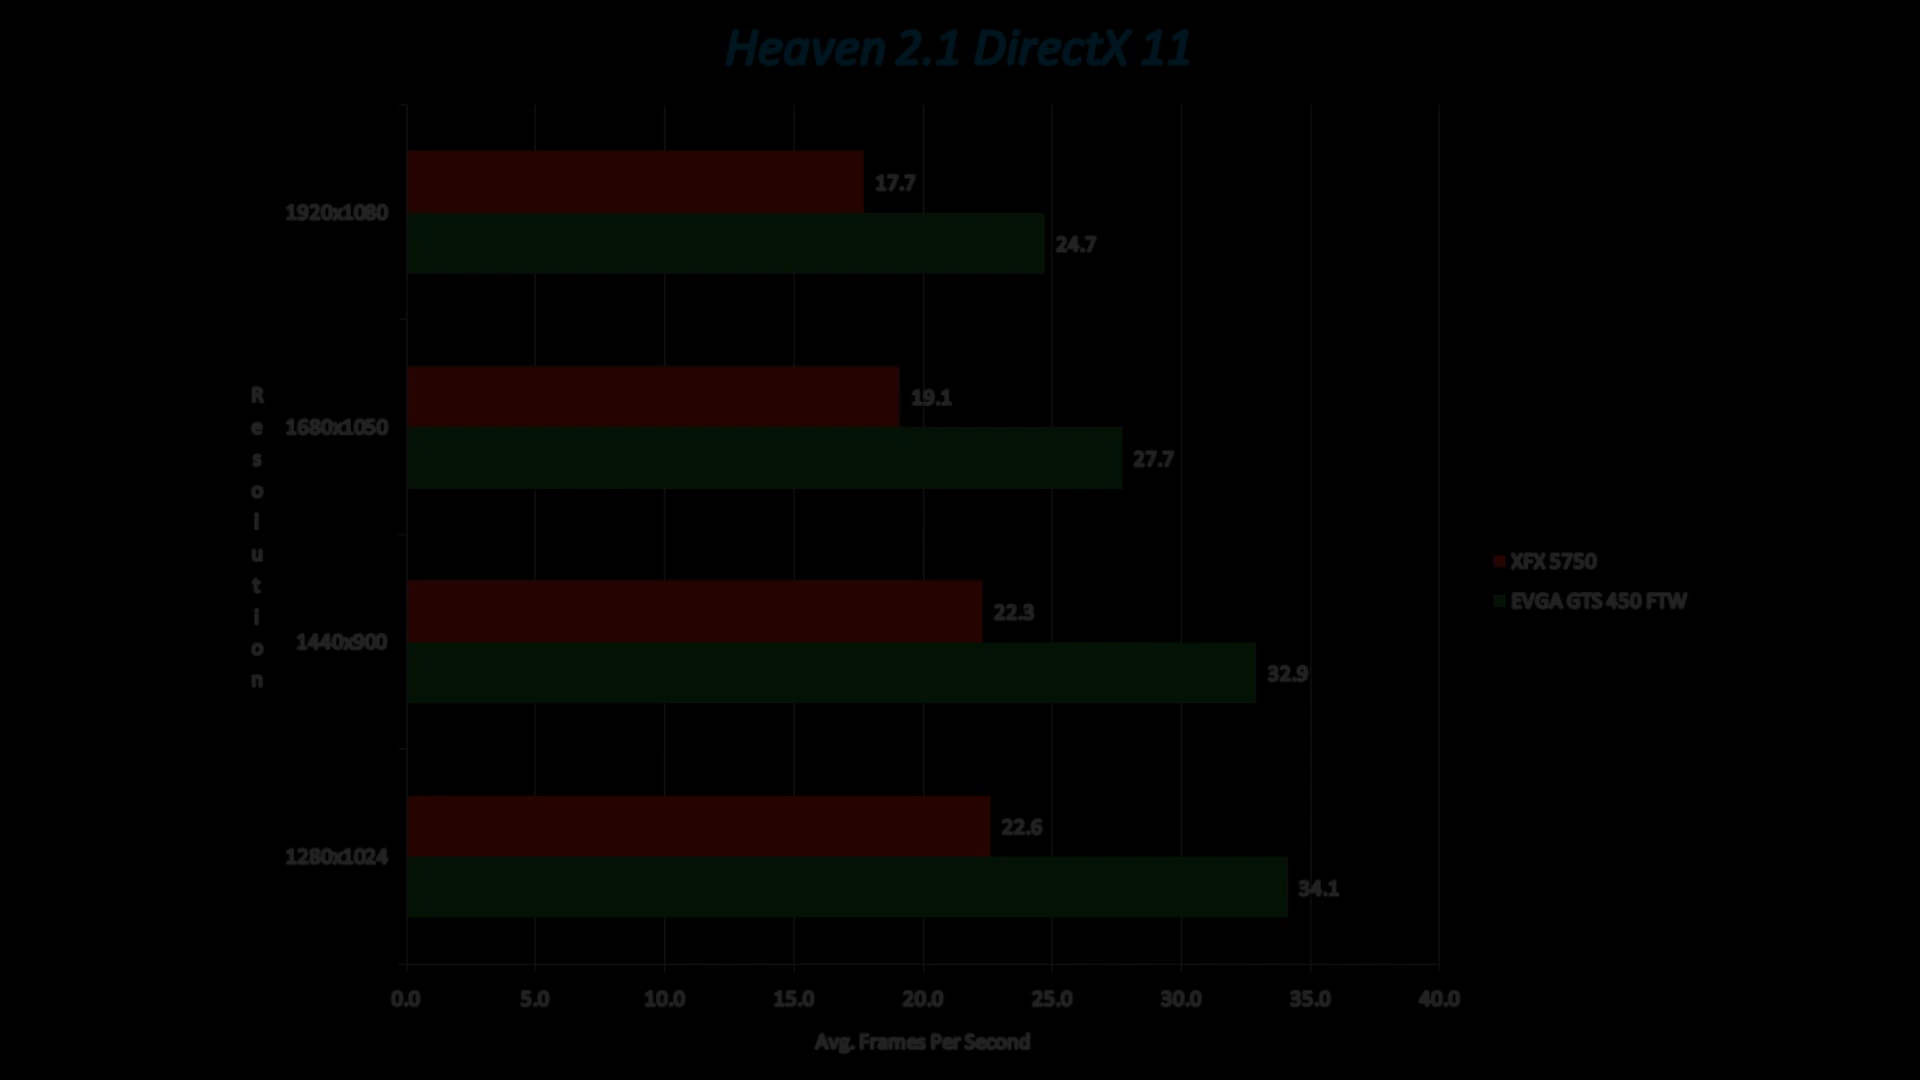 Heaven 2.1 DirectX 11
1920x1080
17.7
24.7
1680x1050
19.1
27.7
1440x900
22.3
32.9
1280x1024
22.6
34.1
Resolution
0.0 5.0 10.0 15.0 20.0 25.0 30.0 35.0 40.0
Avg. Frames Per Second
XFX 5750
EVGA GTS 450 FTW